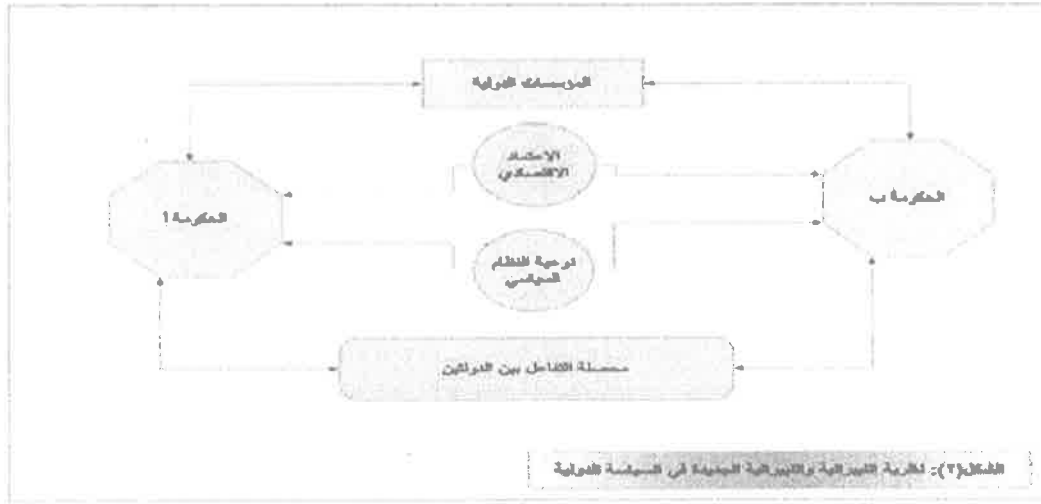 المؤسسات الدولية
الاعتماد
الاقتصادي
الحكومة ب
الحكومة أ
نوعية النظام
السياسي
محصلة التفاعل بين الدولتين
الشكل(٢): نظرية الليبرالية والليبرالية الجديدة في السياسة الدولية